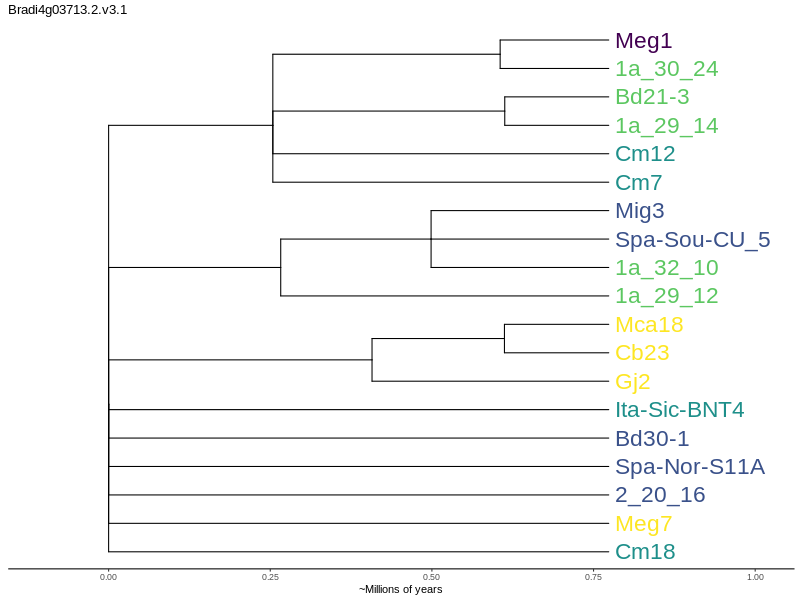 Bradi4g03713.2.v3.1
Meg1
1a_30_24
Bd21-3
1a_29_14
Cm12
Cm7
Mig3
Spa-Sou-CU_5
1a_32_10
1a_29_12
Mca18
Cb23
Gj2
Ita-Sic-BNT4
Bd30-1
Spa-Nor-S11A
2_20_16
Meg7
Cm18
0.00 0.25 0.50 0.75 1.00
~Millions of years